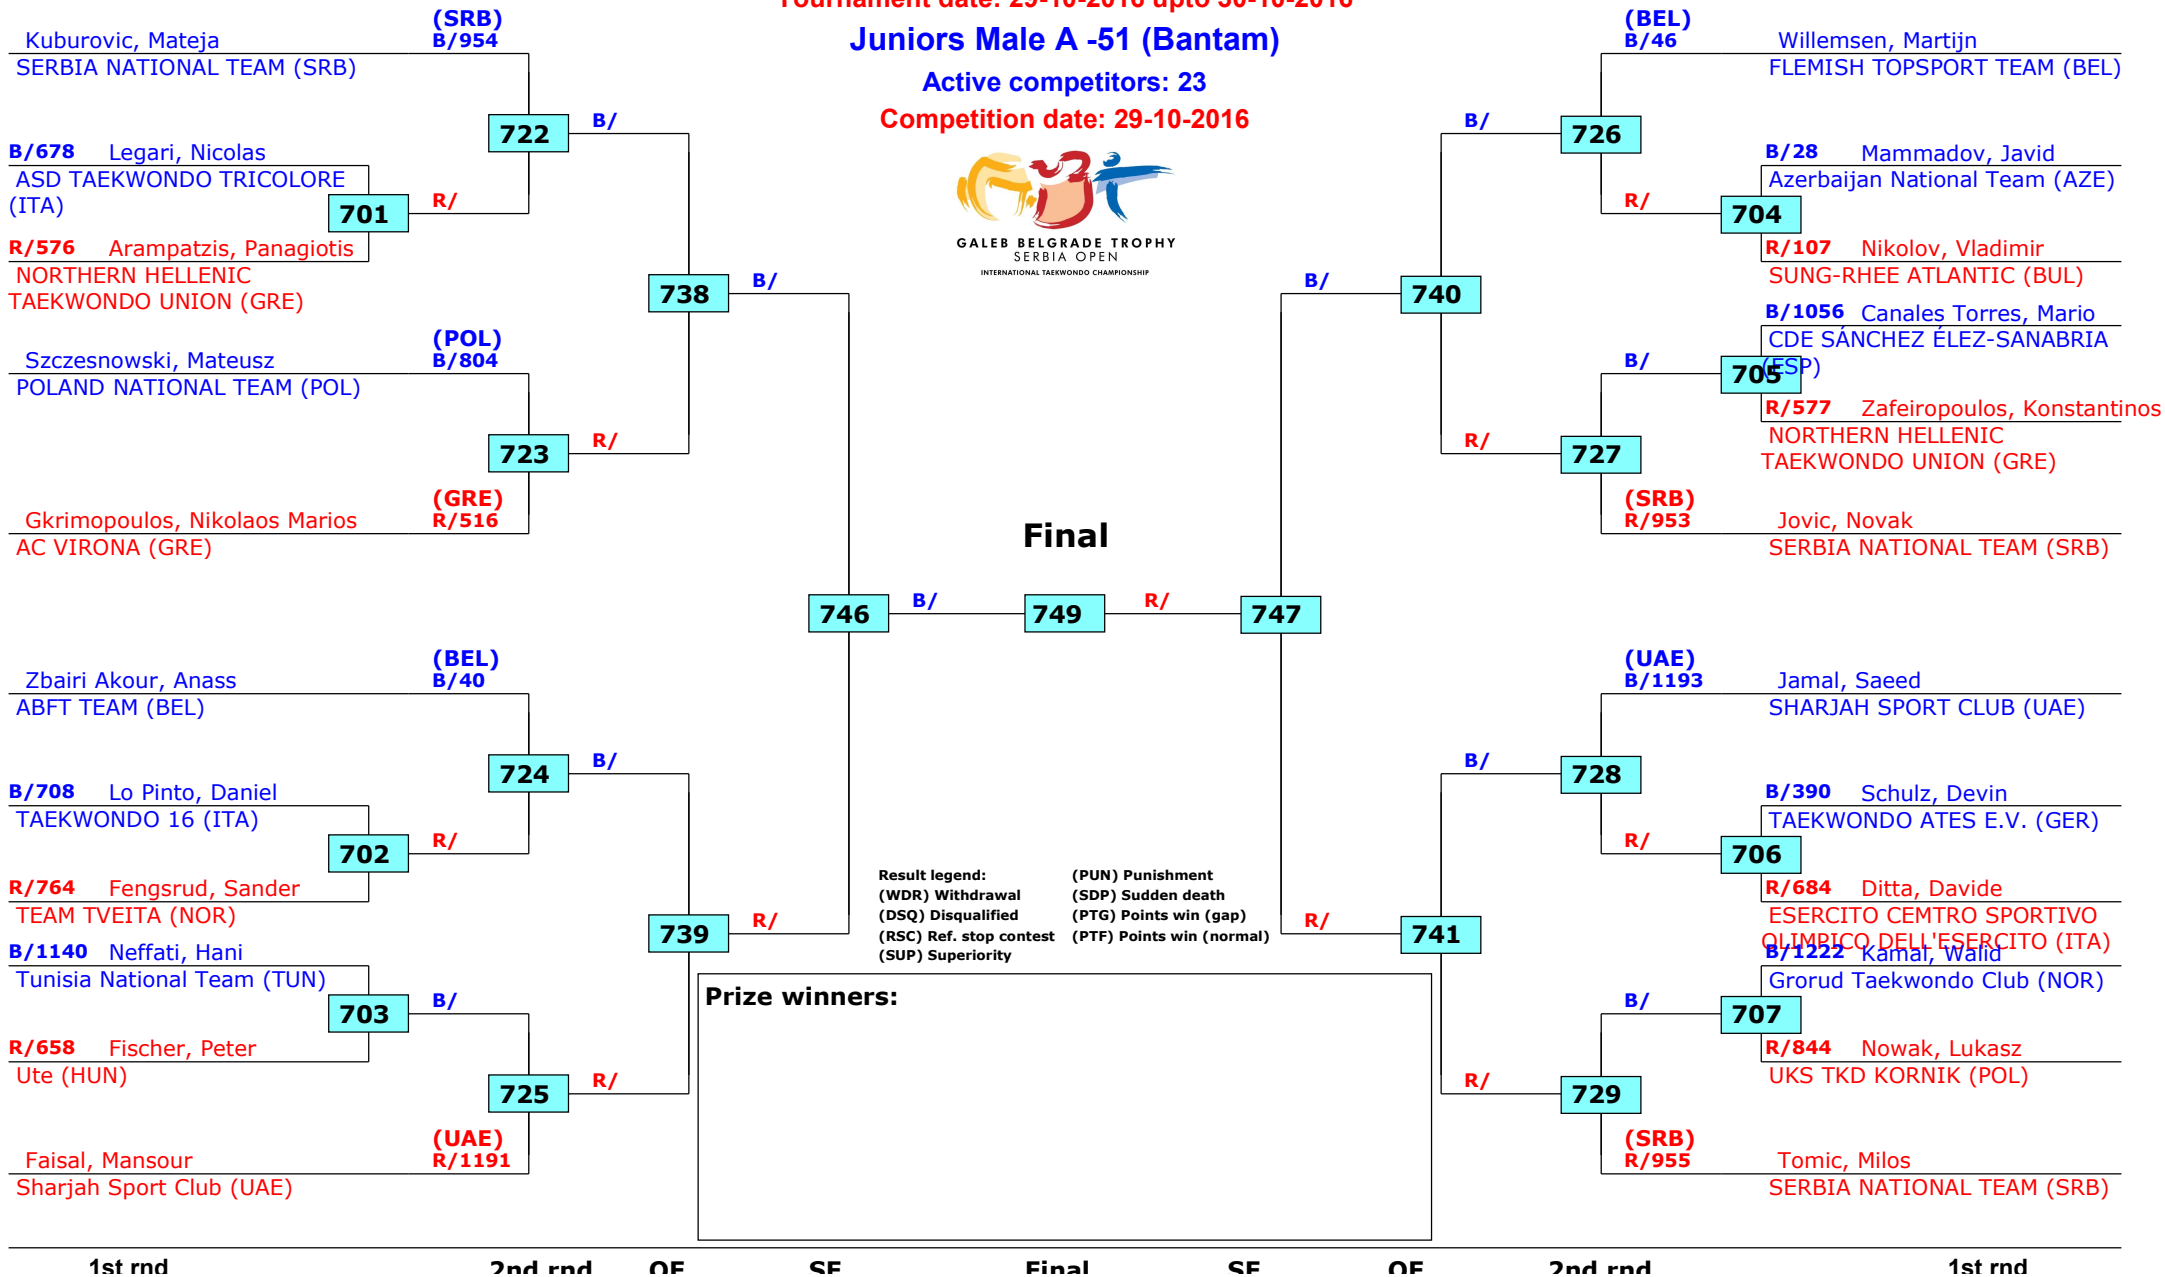 Tournament date: 29-10-2016 upto 30-10-2016
Juniors Male A -51 (Bantam)
Active competitors: 23
Competition date: 29-10-2016
GALEB BELGRADE TROPHY
SERBIA OPEN
INTERNATIONAL TAEKWONDO CHAMPIONSHIP
(SRB)
Kuburovic, Mateja B/954
SERBIA NATIONAL TEAM (SRB)
722 B/
B/678 Legari, Nicolas
ASD TAEKWONDO TRICOLORE
(ITA)
701 R/
R/576 Arampatzis, Panagiotis
NORTHERN HELLENIC
TAEKWONDO UNION (GRE)
738 B/
(POL)
Szczesnowski, Mateusz B/804
POLAND NATIONAL TEAM (POL)
723 R/
(GRE)
Gkrimopoulos, Nikolaos Marios R/516
AC VIRONA (GRE)
Final
746 B/ 749 R/ 747
(BEL)
Zbairi Akour, Anass B/40
ABFT TEAM (BEL)
724 B/
B/708 Lo Pinto, Daniel
TAEKWONDO 16 (ITA)
702 R/
R/764 Fengsrud, Sander
TEAM TVEITA (NOR)
739 R/
B/1140 Neffati, Hani
Tunisia National Team (TUN)
703 B/
R/658 Fischer, Peter
Ute (HUN)
725 R/
(UAE)
Faisal, Mansour R/1191
Sharjah Sport Club (UAE)
(BEL)
B/46 Willemsen, Martijn
FLEMISH TOPSPORT TEAM (BEL)
B/ 726
B/28 Mammadov, Javid
Azerbaijan National Team (AZE)
R/ 704
R/107 Nikolov, Vladimir
SUNG-RHEE ATLANTIC (BUL)
B/ 740
B/1056 Canales Torres, Mario
CDE SÁNCHEZ ÉLEZ-SANABRIA
(ESP)
B/ 705
R/577 Zafeiropoulos, Konstantinos
NORTHERN HELLENIC
TAEKWONDO UNION (GRE)
R/ 727
(SRB)
R/953 Jovic, Novak
SERBIA NATIONAL TEAM (SRB)
(UAE)
B/1193 Jamal, Saeed
SHARJAH SPORT CLUB (UAE)
B/ 728
B/390 Schulz, Devin
TAEKWONDO ATES E.V. (GER)
R/ 706
R/684 Ditta, Davide
ESERCITO CEMTRO SPORTIVO
OLIMPICO DELL'ESERCITO (ITA)
R/ 741
B/1222 Kamal, Walid
Grorud Taekwondo Club (NOR)
B/ 707
R/844 Nowak, Lukasz
UKS TKD KORNIK (POL)
R/ 729
(SRB)
R/955 Tomic, Milos
SERBIA NATIONAL TEAM (SRB)
Result legend: (PUN) Punishment
(WDR) Withdrawal (SDP) Sudden death
(DSQ) Disqualified (PTG) Points win (gap)
(RSC) Ref. stop contest (PTF) Points win (normal)
(SUP) Superiority
Prize winners:
1st rnd 2nd rnd QF SF Final SF QF 2nd rnd 1st rnd